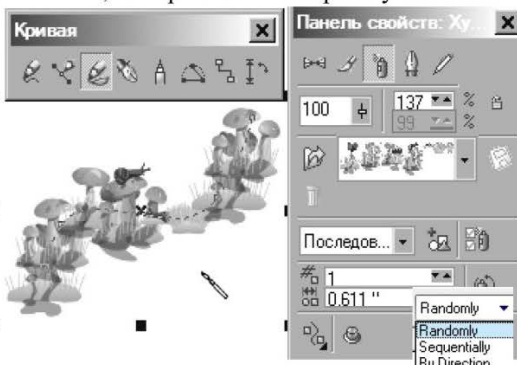 Кривая
Панель свойств: Ху...
100
137 %
99 %
Последов...
1
0.611 "
Randomly
Randomly
Sequentially
By Direction